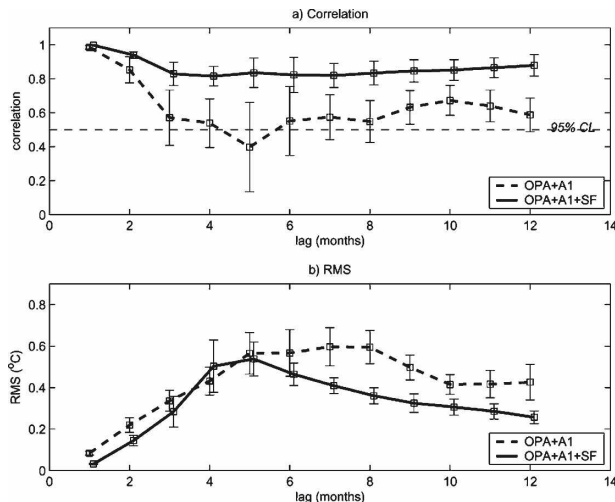 a) Correlation
1
0.8
0.6
0.4
0.2
0
correlation
95% CL
OPA+A1
OPA+A1+SF
0 2 4 6 8 10 12 14
lag (months)
b) RMS
0.8
0.6
0.4
0.2
0
RMS (°C)
OPA+A1
OPA+A1+SF
0 2 4 6 8 10 12 14
lag (months)